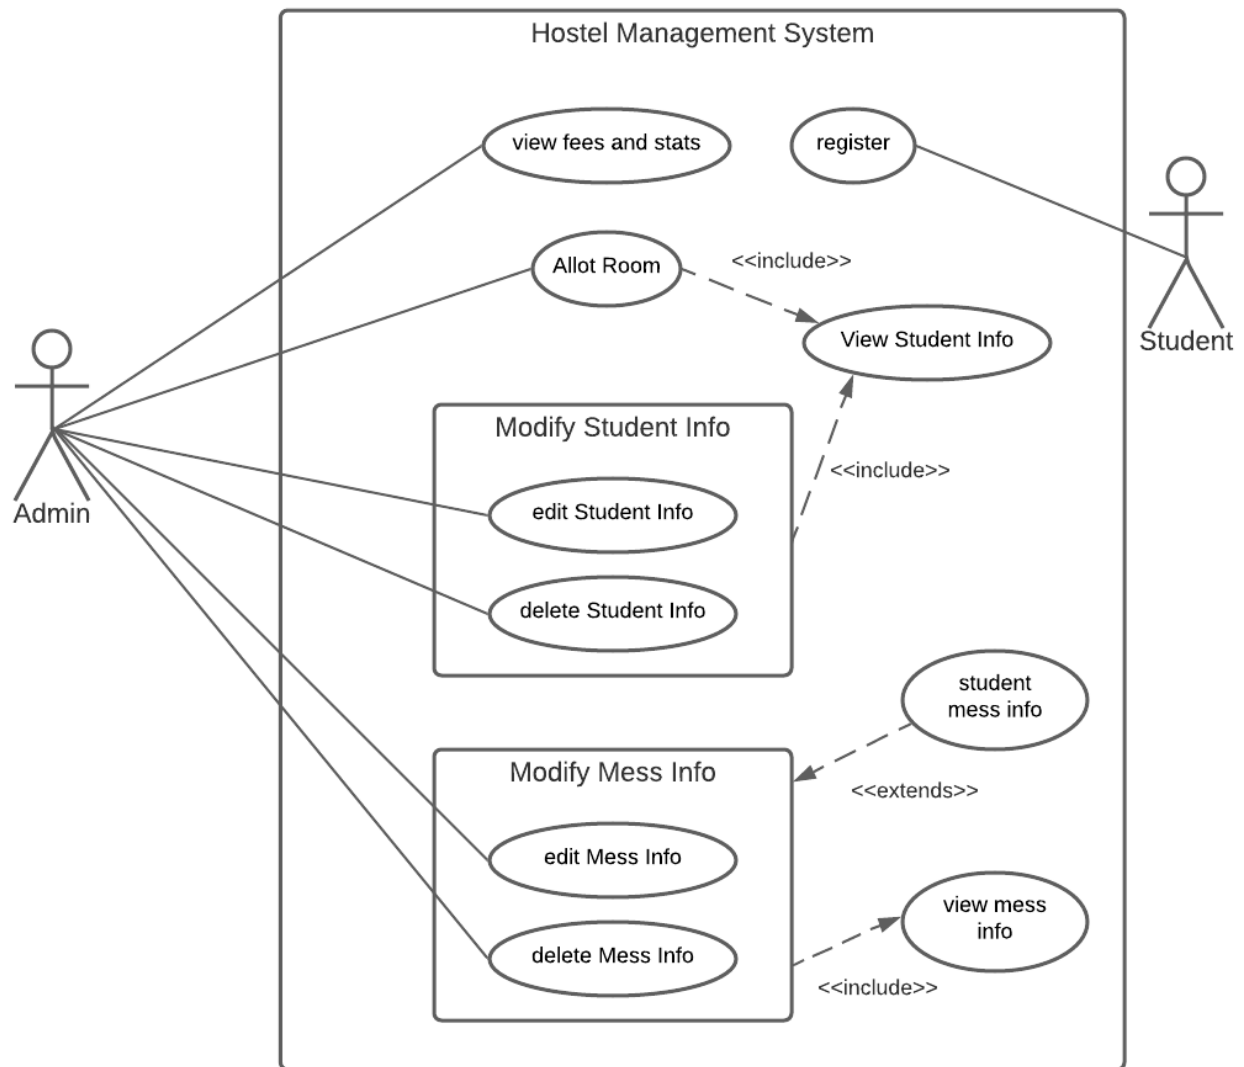 Hostel Management System
view fees and stats
register
Allot Room
<<include>>
View Student Info
Student
Modify Student Info
<<include>>
edit Student Info
Admin
delete Student Info
student
mess info
Modify Mess Info
<<extends>>
edit Mess Info
view mess
info
delete Mess Info
<<include>>